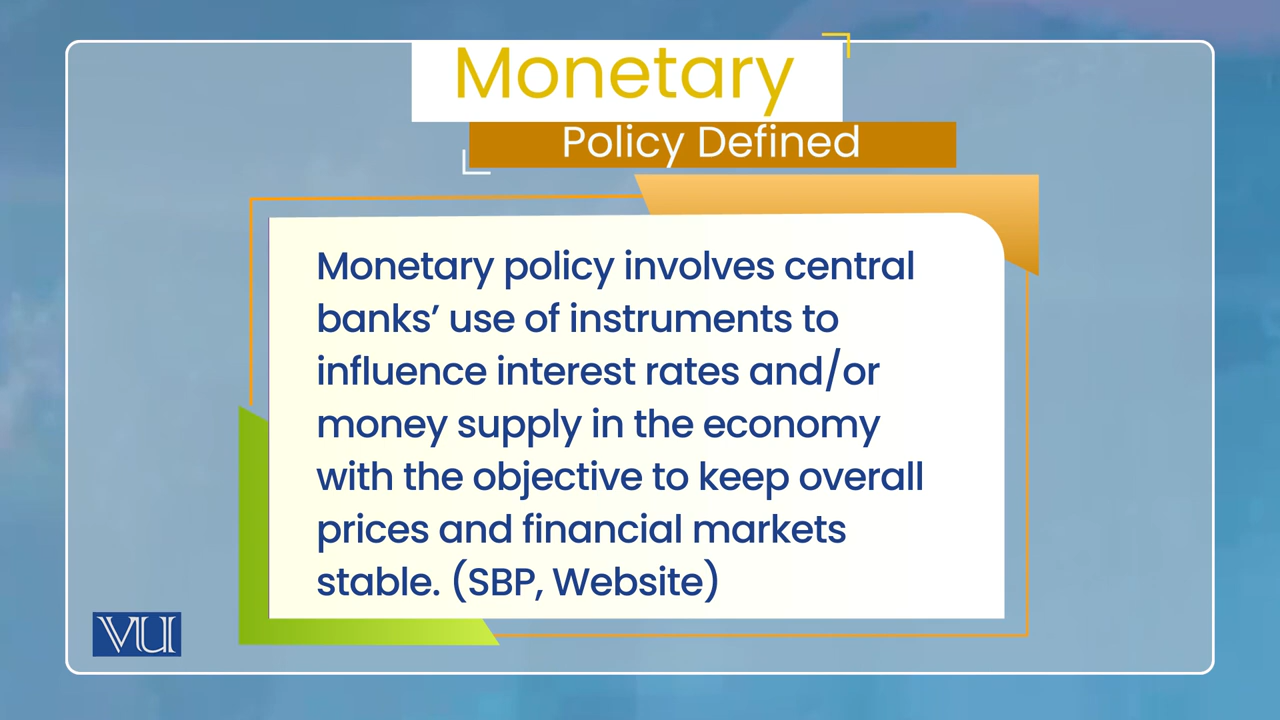 Monetary
Policy Defined
Monetary policy involves central
banks’ use of instruments to
influence interest rates and/or
money supply in the economy
with the objective to keep overall
prices and financial markets
stable. (SBP, Website)
VU